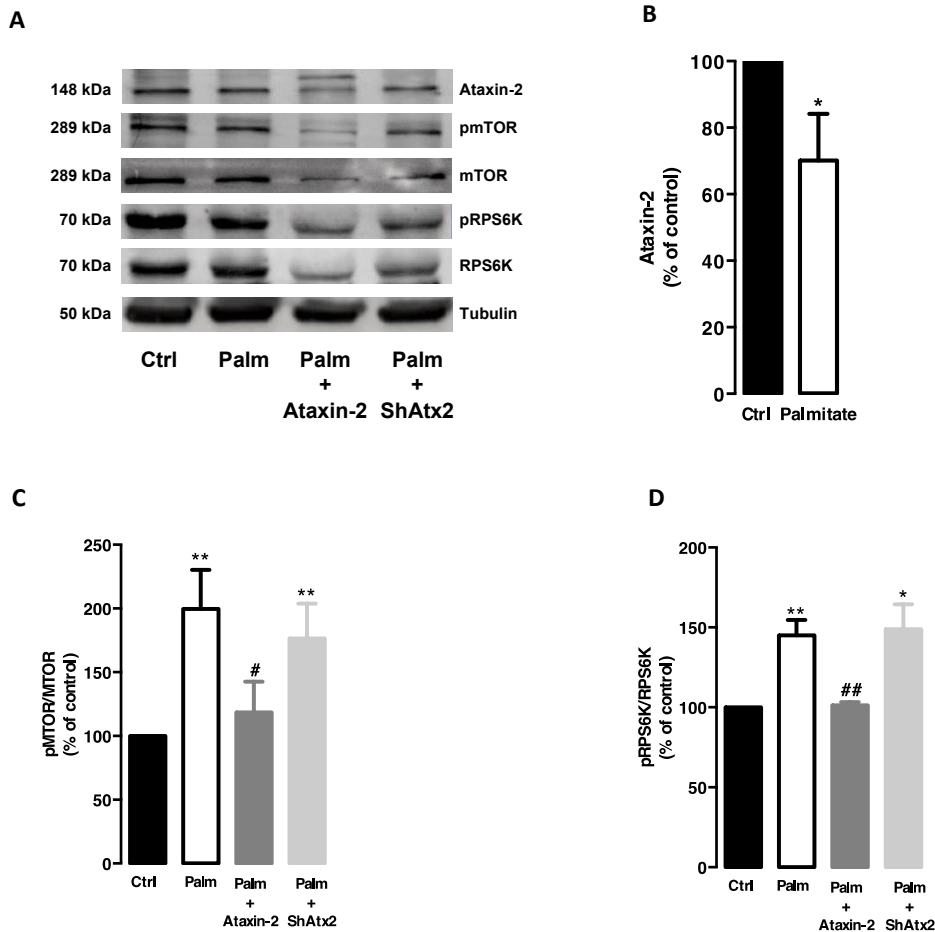 A
148 kDa Ataxin-2
289 kDa pmTOR
289 kDa mTOR
70 kDa pRPS6K
70 kDa RPS6K
50 kDa Tubulin
Ctrl Palm Palm Palm
+ +
Ataxin-2 ShAtx2
B
Ataxin-2
(% of control)
100
80
60
40
20
0
*
Ctrl Palmitate
C
pMTOR/MTOR
(% of control)
250
200
150
100
50
0
**
#
**
Ctrl Palm Palm Palm
+ +
Ataxin-2 ShAtx2
D
pRPS6K/RPS6K
(% of control)
200
150
100
50
0
**
##
*
Ctrl Palm Palm Palm
+ +
Ataxin-2 ShAtx2